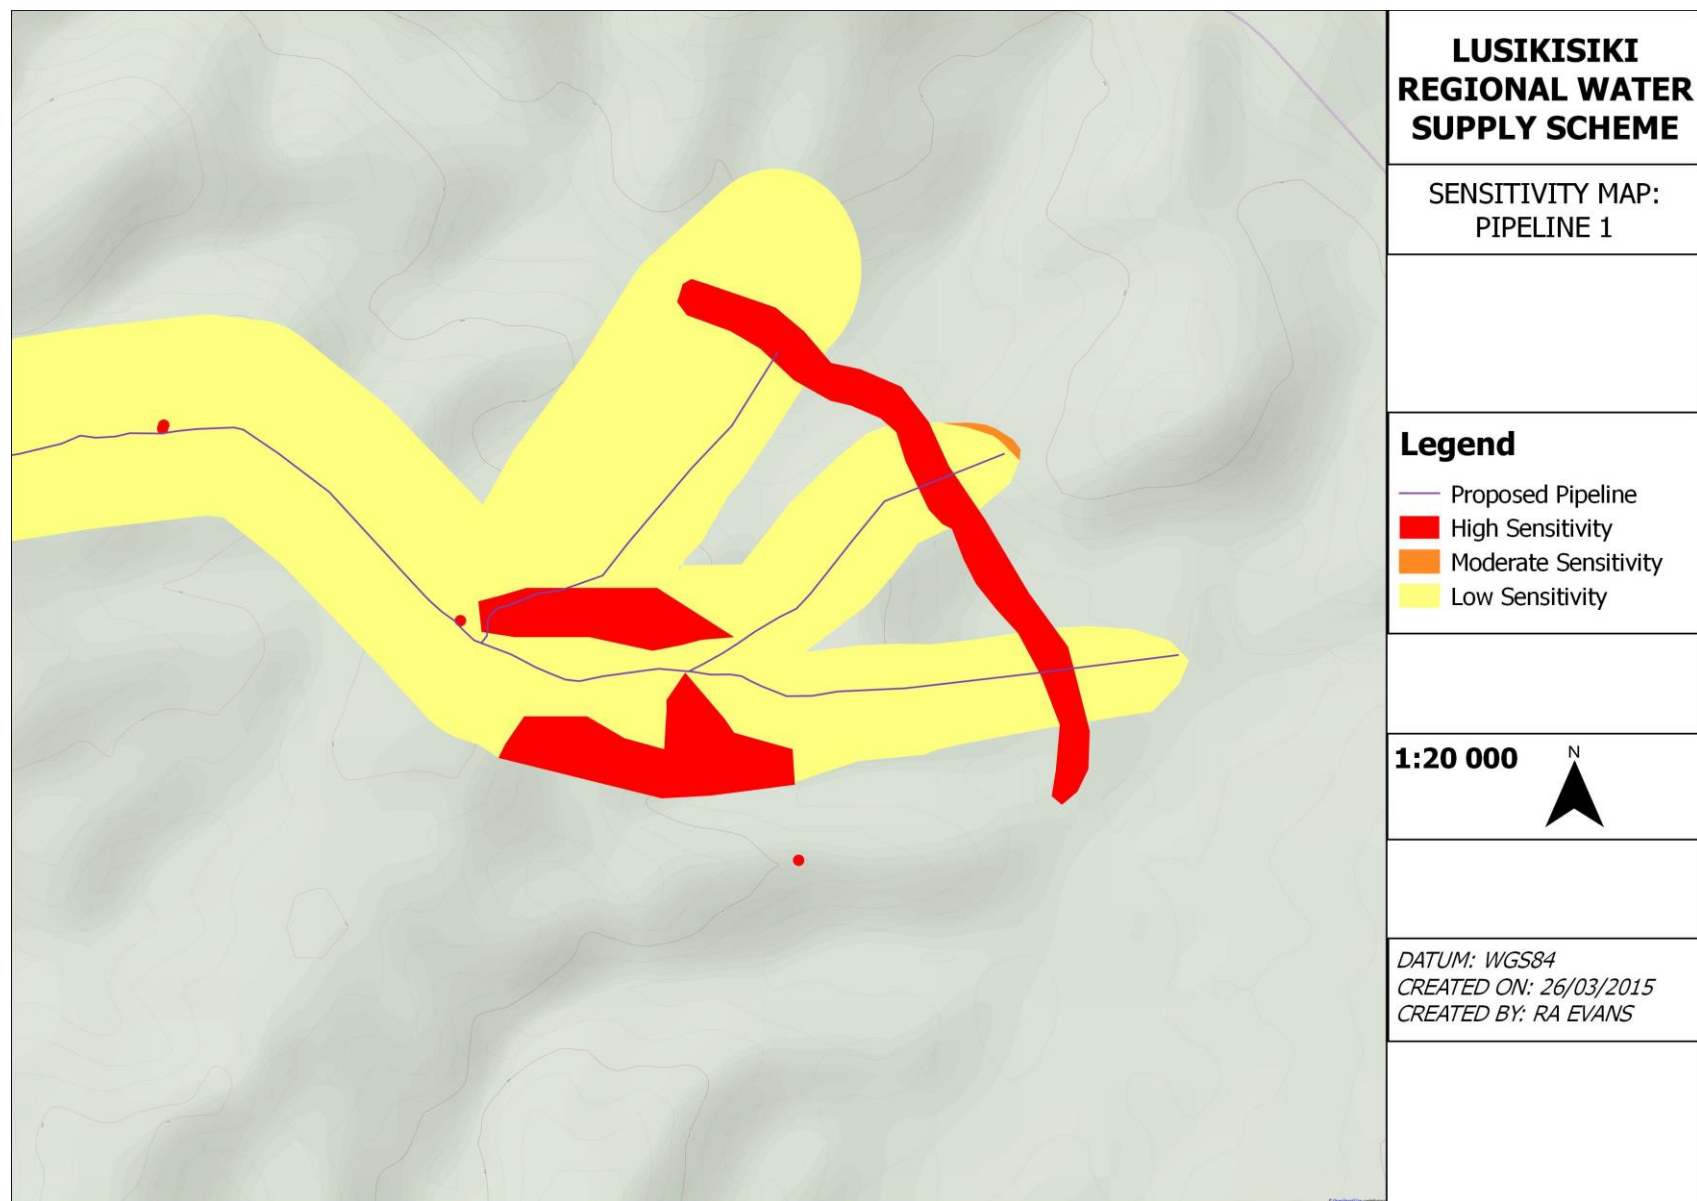 LUSIKISIKI
REGIONAL WATER
SUPPLY SCHEME
SENSITIVITY MAP:
PIPELINE 1
Legend
Proposed Pipeline
High Sensitivity
Moderate Sensitivity
Low Sensitivity
1:20 000
N
DATUM: WGS84
CREATED ON: 26/03/2015
CREATED BY: RA EVANS